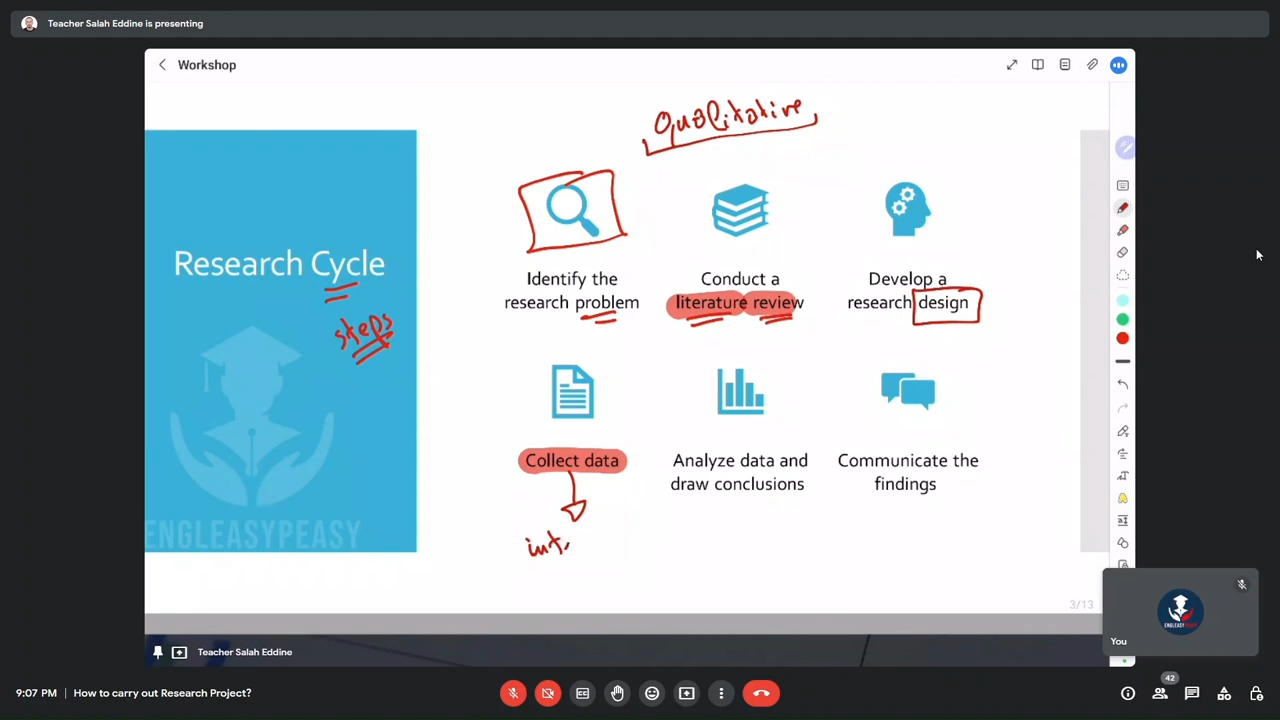 Teacher Salah Eddine is presenting
Workshop
Qualitative
Research Cycle
steps
Identify the
research problem
Conduct a
literature review
Develop a
research design
Collect data
Analyze data and
draw conclusions
Communicate the
findings
int.
ENGLEASYPEASY
3/13
ENGLEASYPEASY
You
Teacher Salah Eddine
42
9:07 PM | How to carry out Research Project?